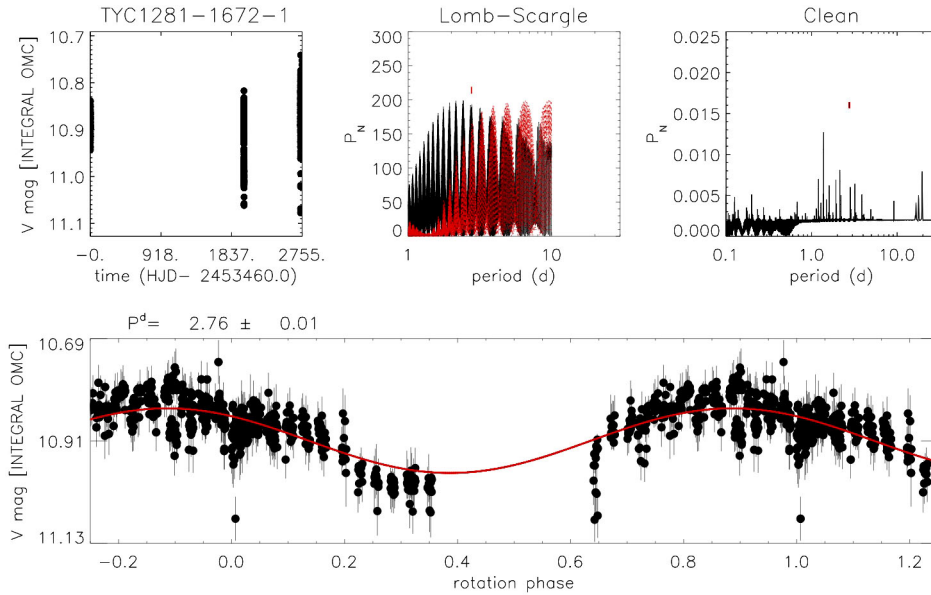 TYC1281-1672-1
Lomb-Scargle
Clean
V mag [INTEGRAL OMC]
10.7
10.8
10.9
11.0
11.1
-0. 918. 1837. 2755.
time (HJD- 2453460.0)
P_N
300
250
200
150
100
50
0
1 10
period (d)
P_N
0.025
0.020
0.015
0.010
0.005
0.000
0.1 1.0 10.0
period (d)
P^d= 2.76 ± 0.01
V mag [INTEGRAL OMC]
10.69
10.91
11.13
-0.2 0.0 0.2 0.4 0.6 0.8 1.0 1.2
rotation phase